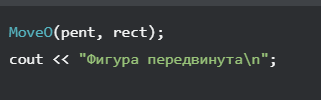 MoveO(pent, rect);
cout << "Фигура передвинута\n";